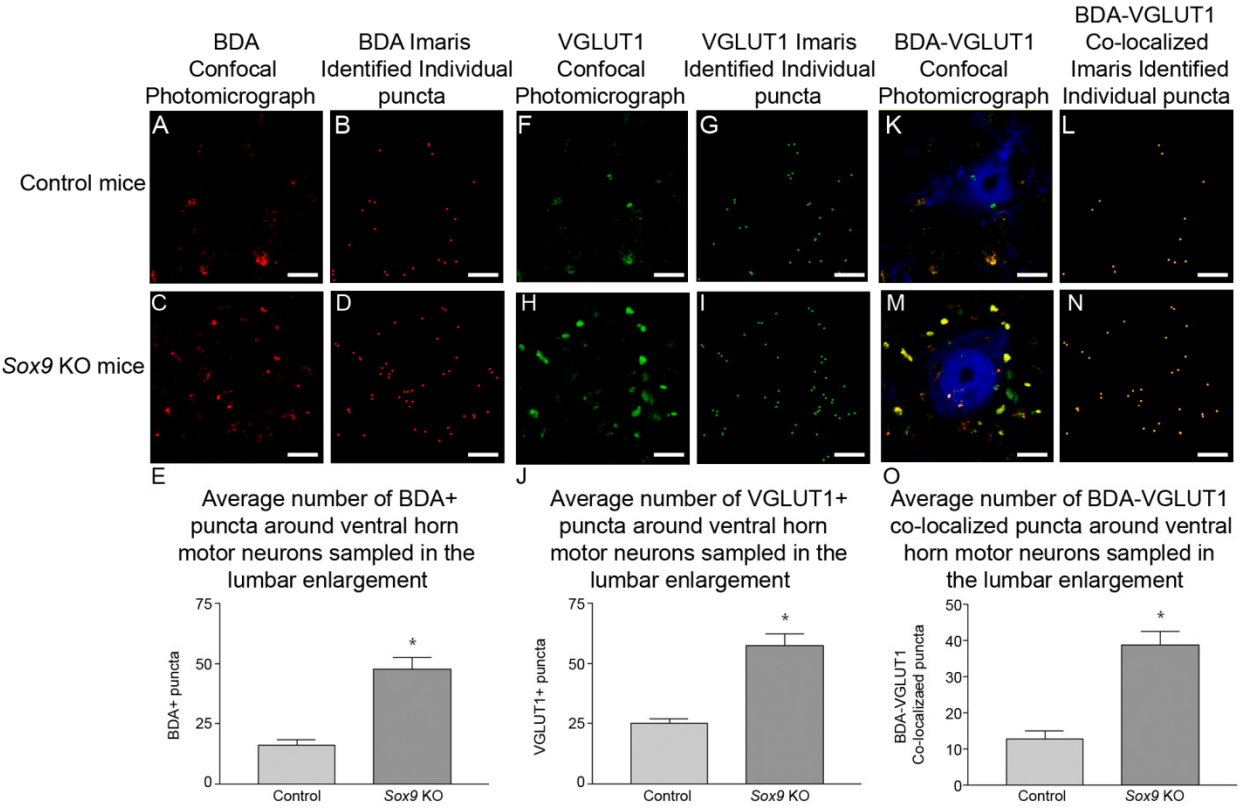 BDA
Confocal
Photomicrograph
BDA Imaris
Identified Individual
puncta
VGLUT1
Confocal
Photomicrograph
VGLUT1 Imaris
Identified Individual
puncta
BDA-VGLUT1
Confocal
Photomicrograph
BDA-VGLUT1
Co-localized
Imaris Identified
Individual puncta
Control mice
A
B
F
G
K
L
Sox9 KO mice
C
D
H
I
M
N
E
Average number of BDA+
puncta around ventral horn
motor neurons sampled in the
lumbar enlargement
75
50
25
0
BDA+ puncta
*
Control
Sox9 KO
J
Average number of VGLUT1+
puncta around ventral horn
motor neurons sampled in the
lumbar enlargement
75
50
25
0
VGLUT1+ puncta
*
Control
Sox9 KO
O
Average number of BDA-VGLUT1
co-localized puncta around ventral
horn motor neurons sampled in
the lumbar enlargement
50
40
30
20
10
0
BDA-VGLUT1
Co-localizaed puncta
*
Control
Sox9 KO